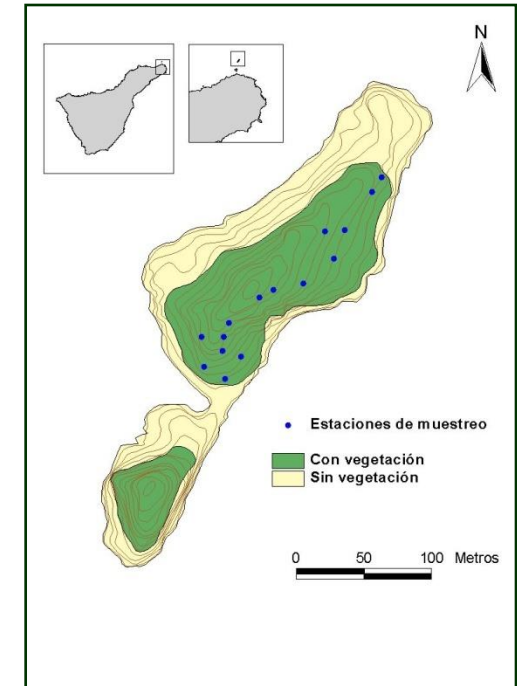 N
Estaciones de muestreo
Con vegetación
Sin vegetación
0 50 100 Metros